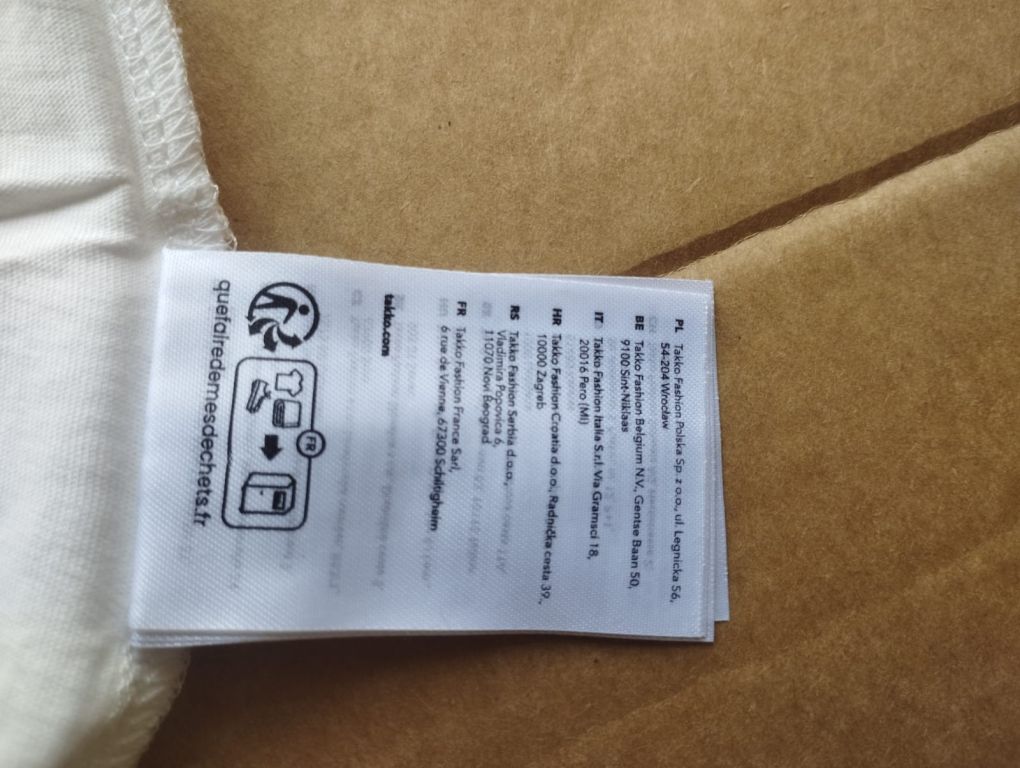 PL Takko Fashion Polska Sp. z o.o., ul. Legnicka 56,
54-204 Wrocław
BE Takko Fashion Belgium N.V., Gentse Baan 50,
9100 Sint-Niklaas
IT Takko Fashion Italia S.r.l. Via Gramsci 18,
20016 Pero (MI)
HR Takko Fashion Croatia d.o.o., Radnička cesta 39.,
10000 Zagreb
RS Takko Fashion Serbia d.o.o.,
Vladimira Popovića 6,
11070 Novi Beograd
FR Takko Fashion France Sarl,
6 rue de Vienne, 67300 Schiltigheim
takko.com
FR
quefairedemesdechets.fr